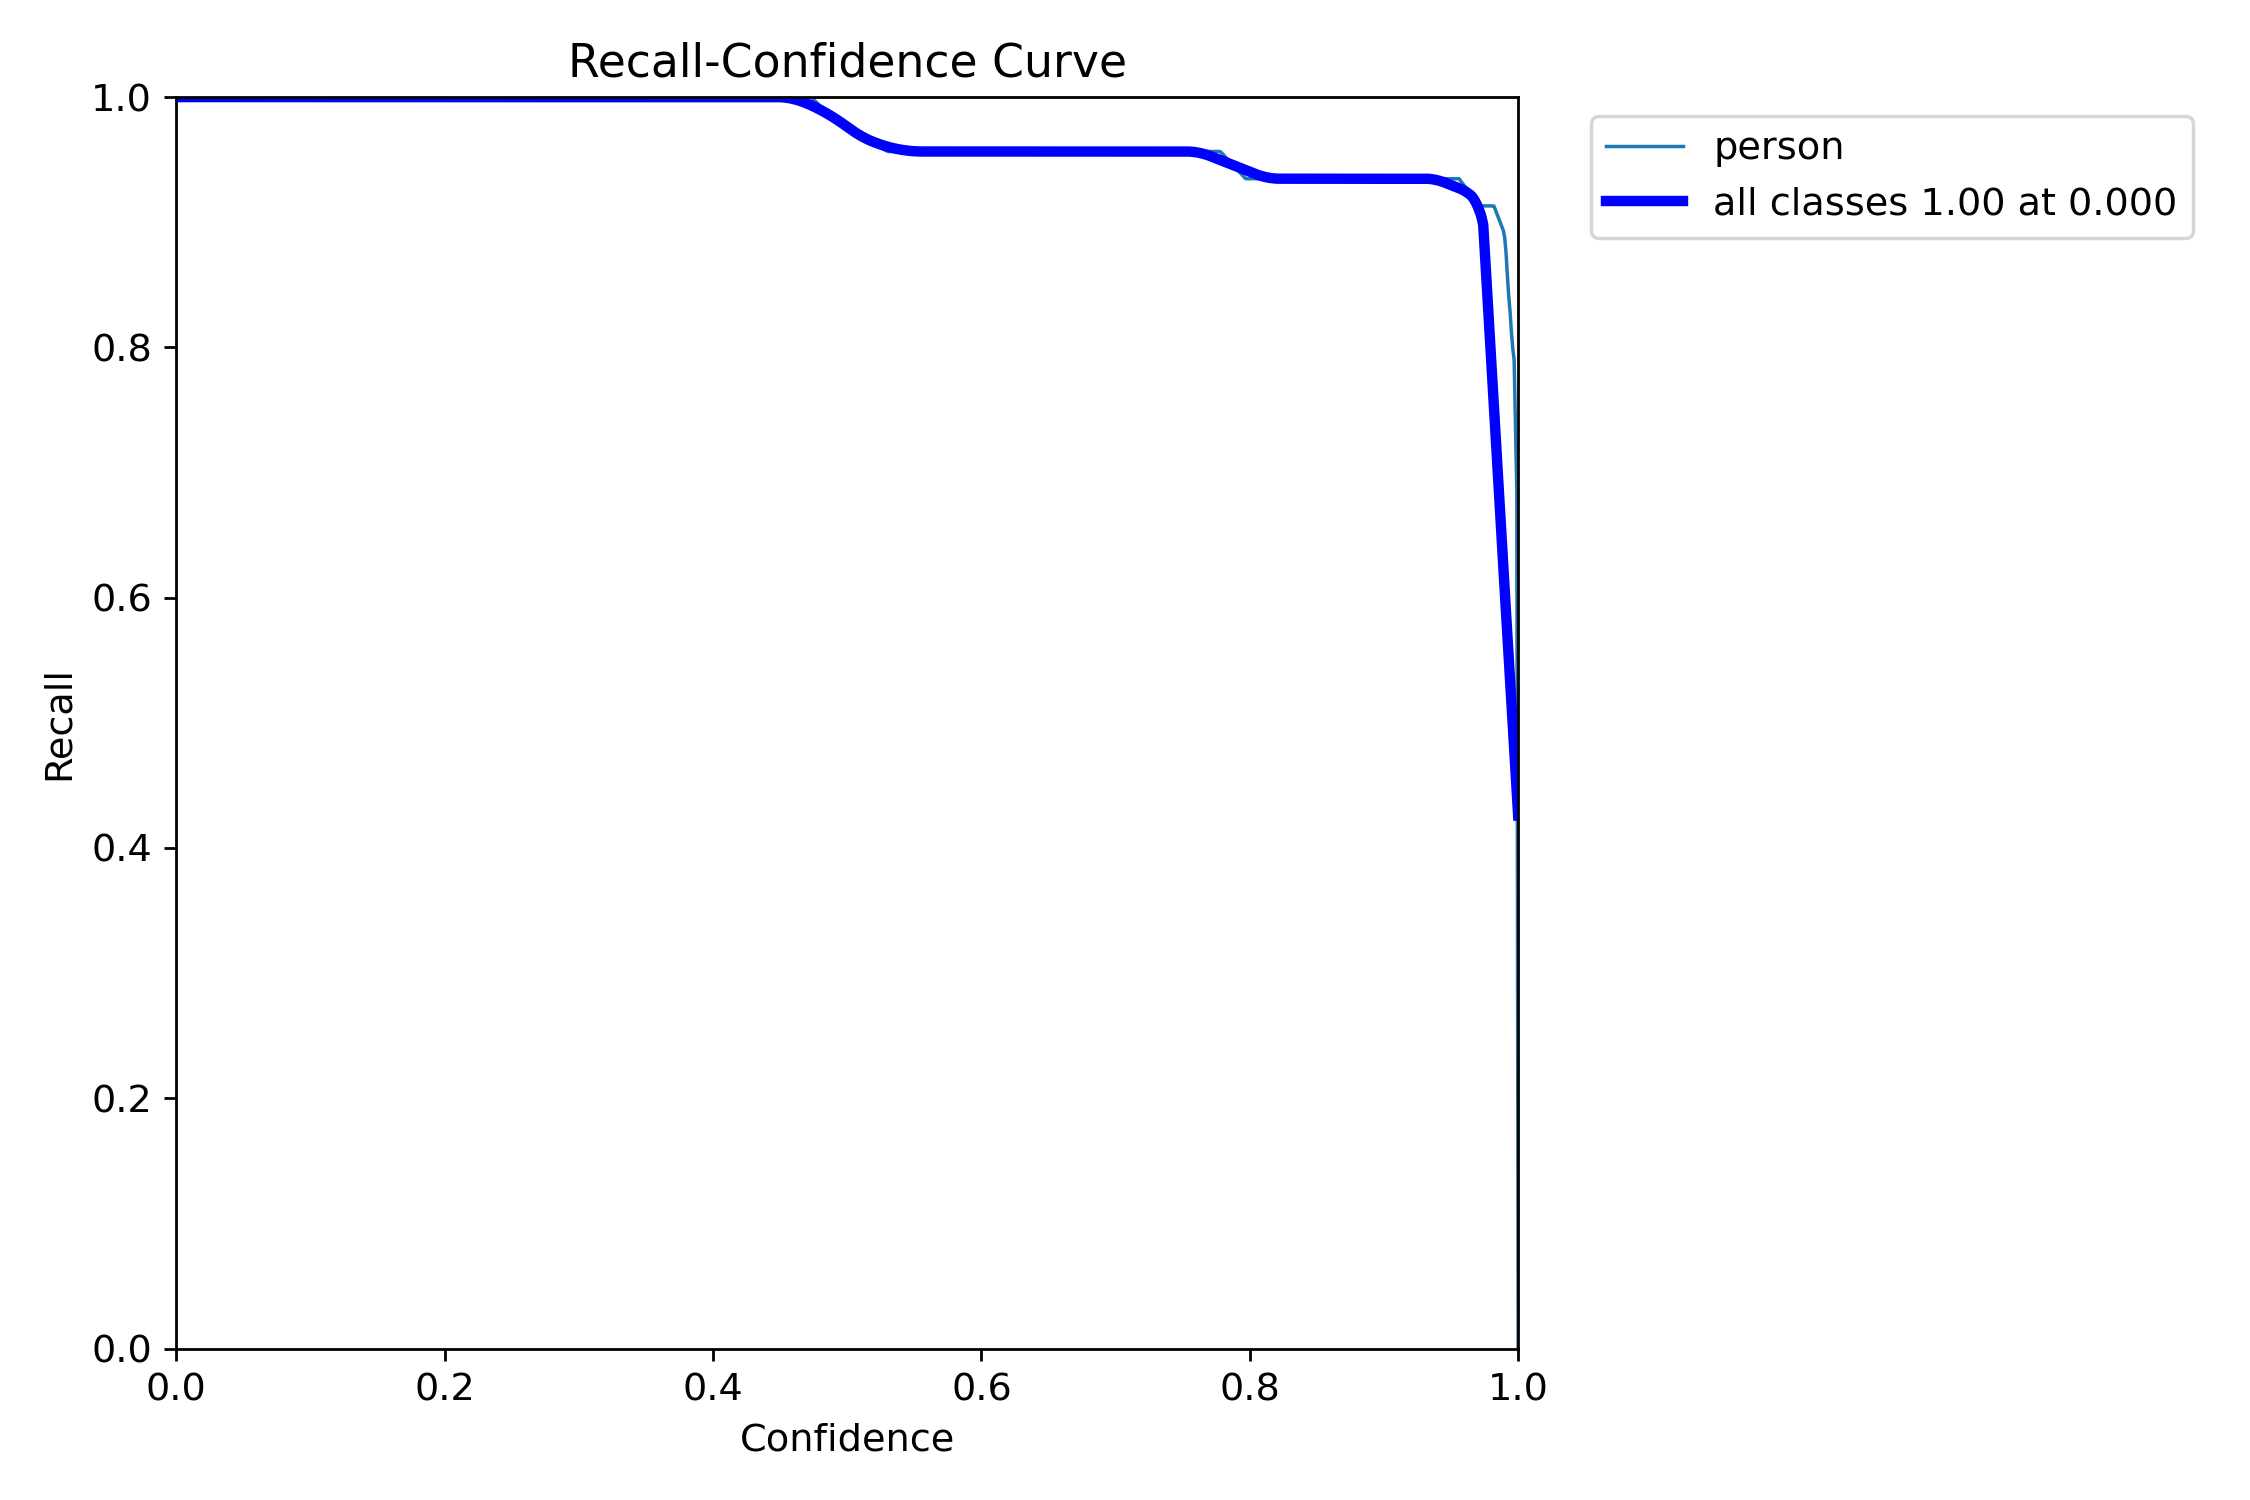 Recall-Confidence Curve
1.0
0.8
0.6
0.4
0.2
0.0
Recall
0.0 0.2 0.4 0.6 0.8 1.0
Confidence
person
all classes 1.00 at 0.000